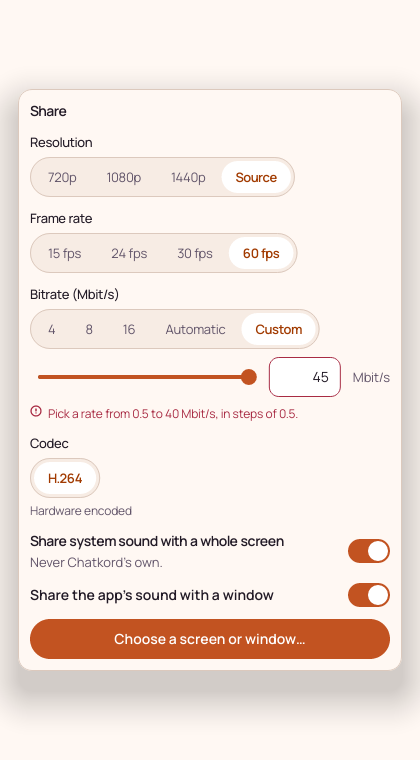 Share
Resolution
720p 1080p 1440p Source
Frame rate
15 fps 24 fps 30 fps 60 fps
Bitrate (Mbit/s)
4 8 16 Automatic Custom
45 Mbit/s
Pick a rate from 0.5 to 40 Mbit/s, in steps of 0.5.
Codec
H.264
Hardware encoded
Share system sound with a whole screen
Never Chatkord's own.
Share the app's sound with a window
Choose a screen or window…